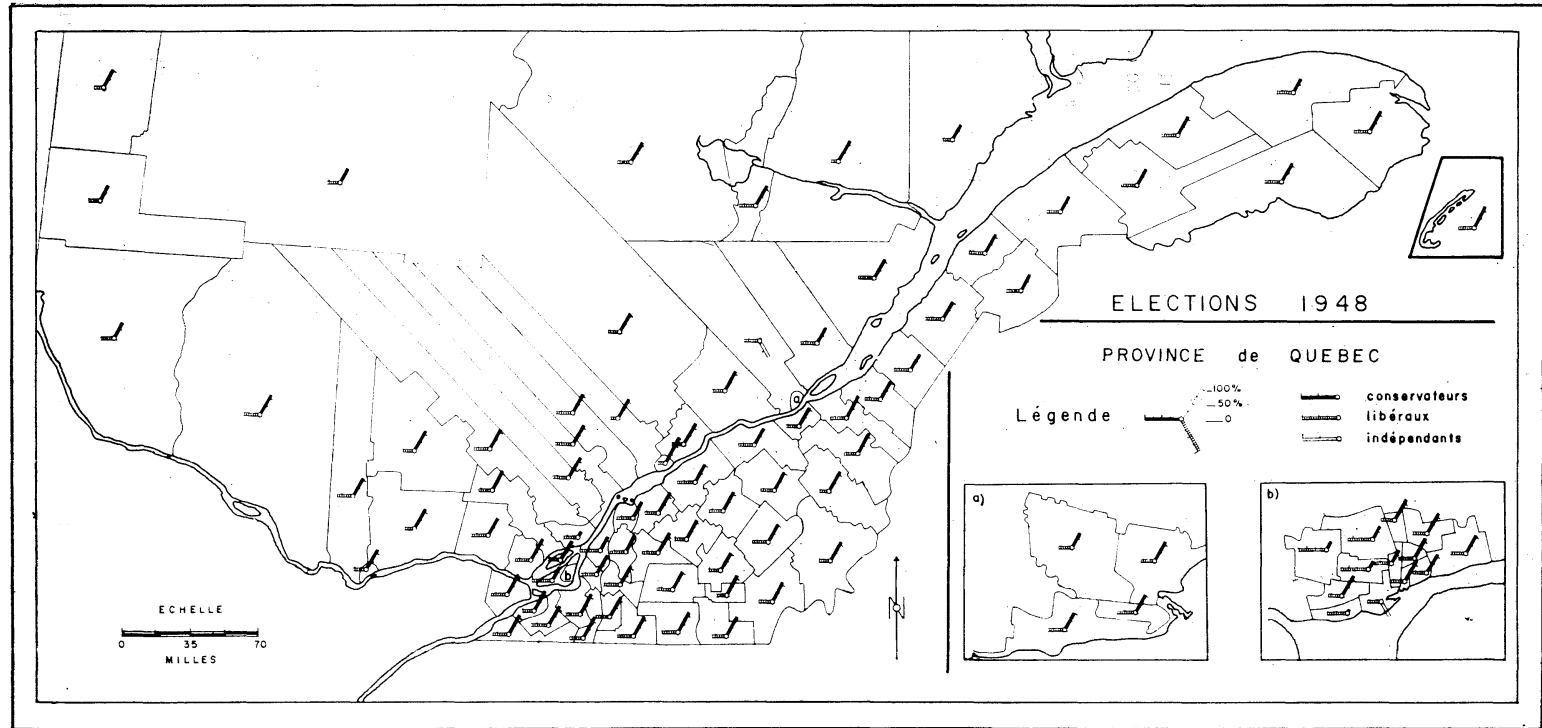 ELECTIONS 1948
PROVINCE de QUEBEC
Légende
100%
50%
0
conservateurs
libéraux
indépendants
a
b
N
ECHELLE
0 35 70
MILLES
a)
b)